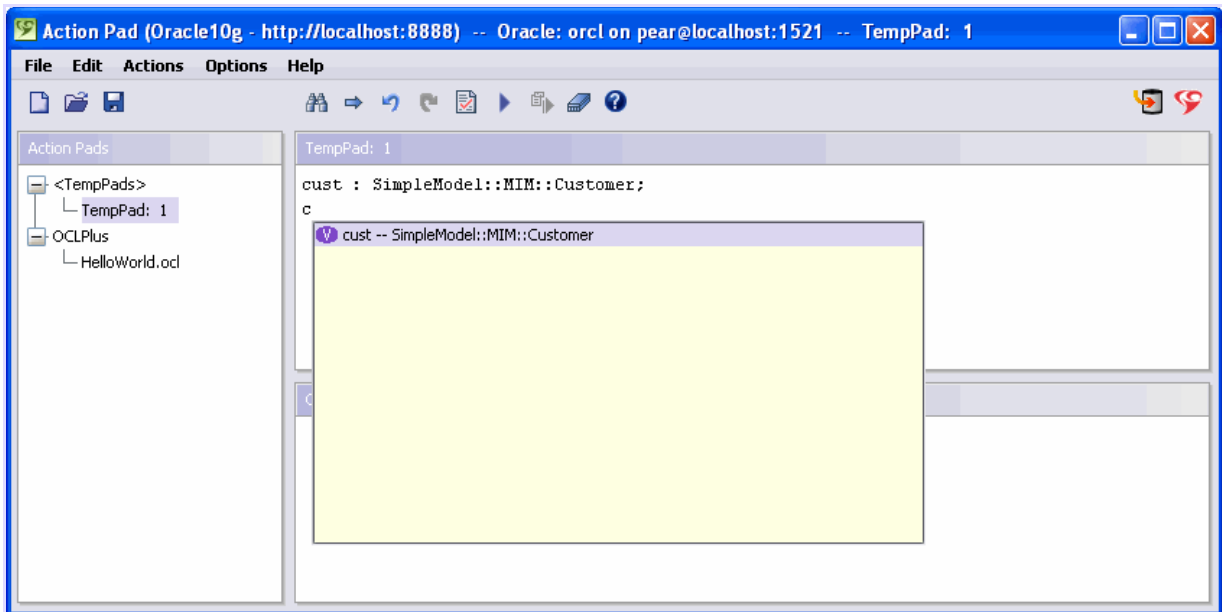 Action Pad (Oracle10g - http://localhost:8888) -- Oracle: orcl on pear@localhost:1521 -- TempPad: 1
File Edit Actions Options Help
Action Pads
<TempPads>
TempPad: 1
OCLPlus
HelloWorld.ocl
TempPad: 1
cust : SimpleModel::MIM::Customer;
c
V cust -- SimpleModel::MIM::Customer